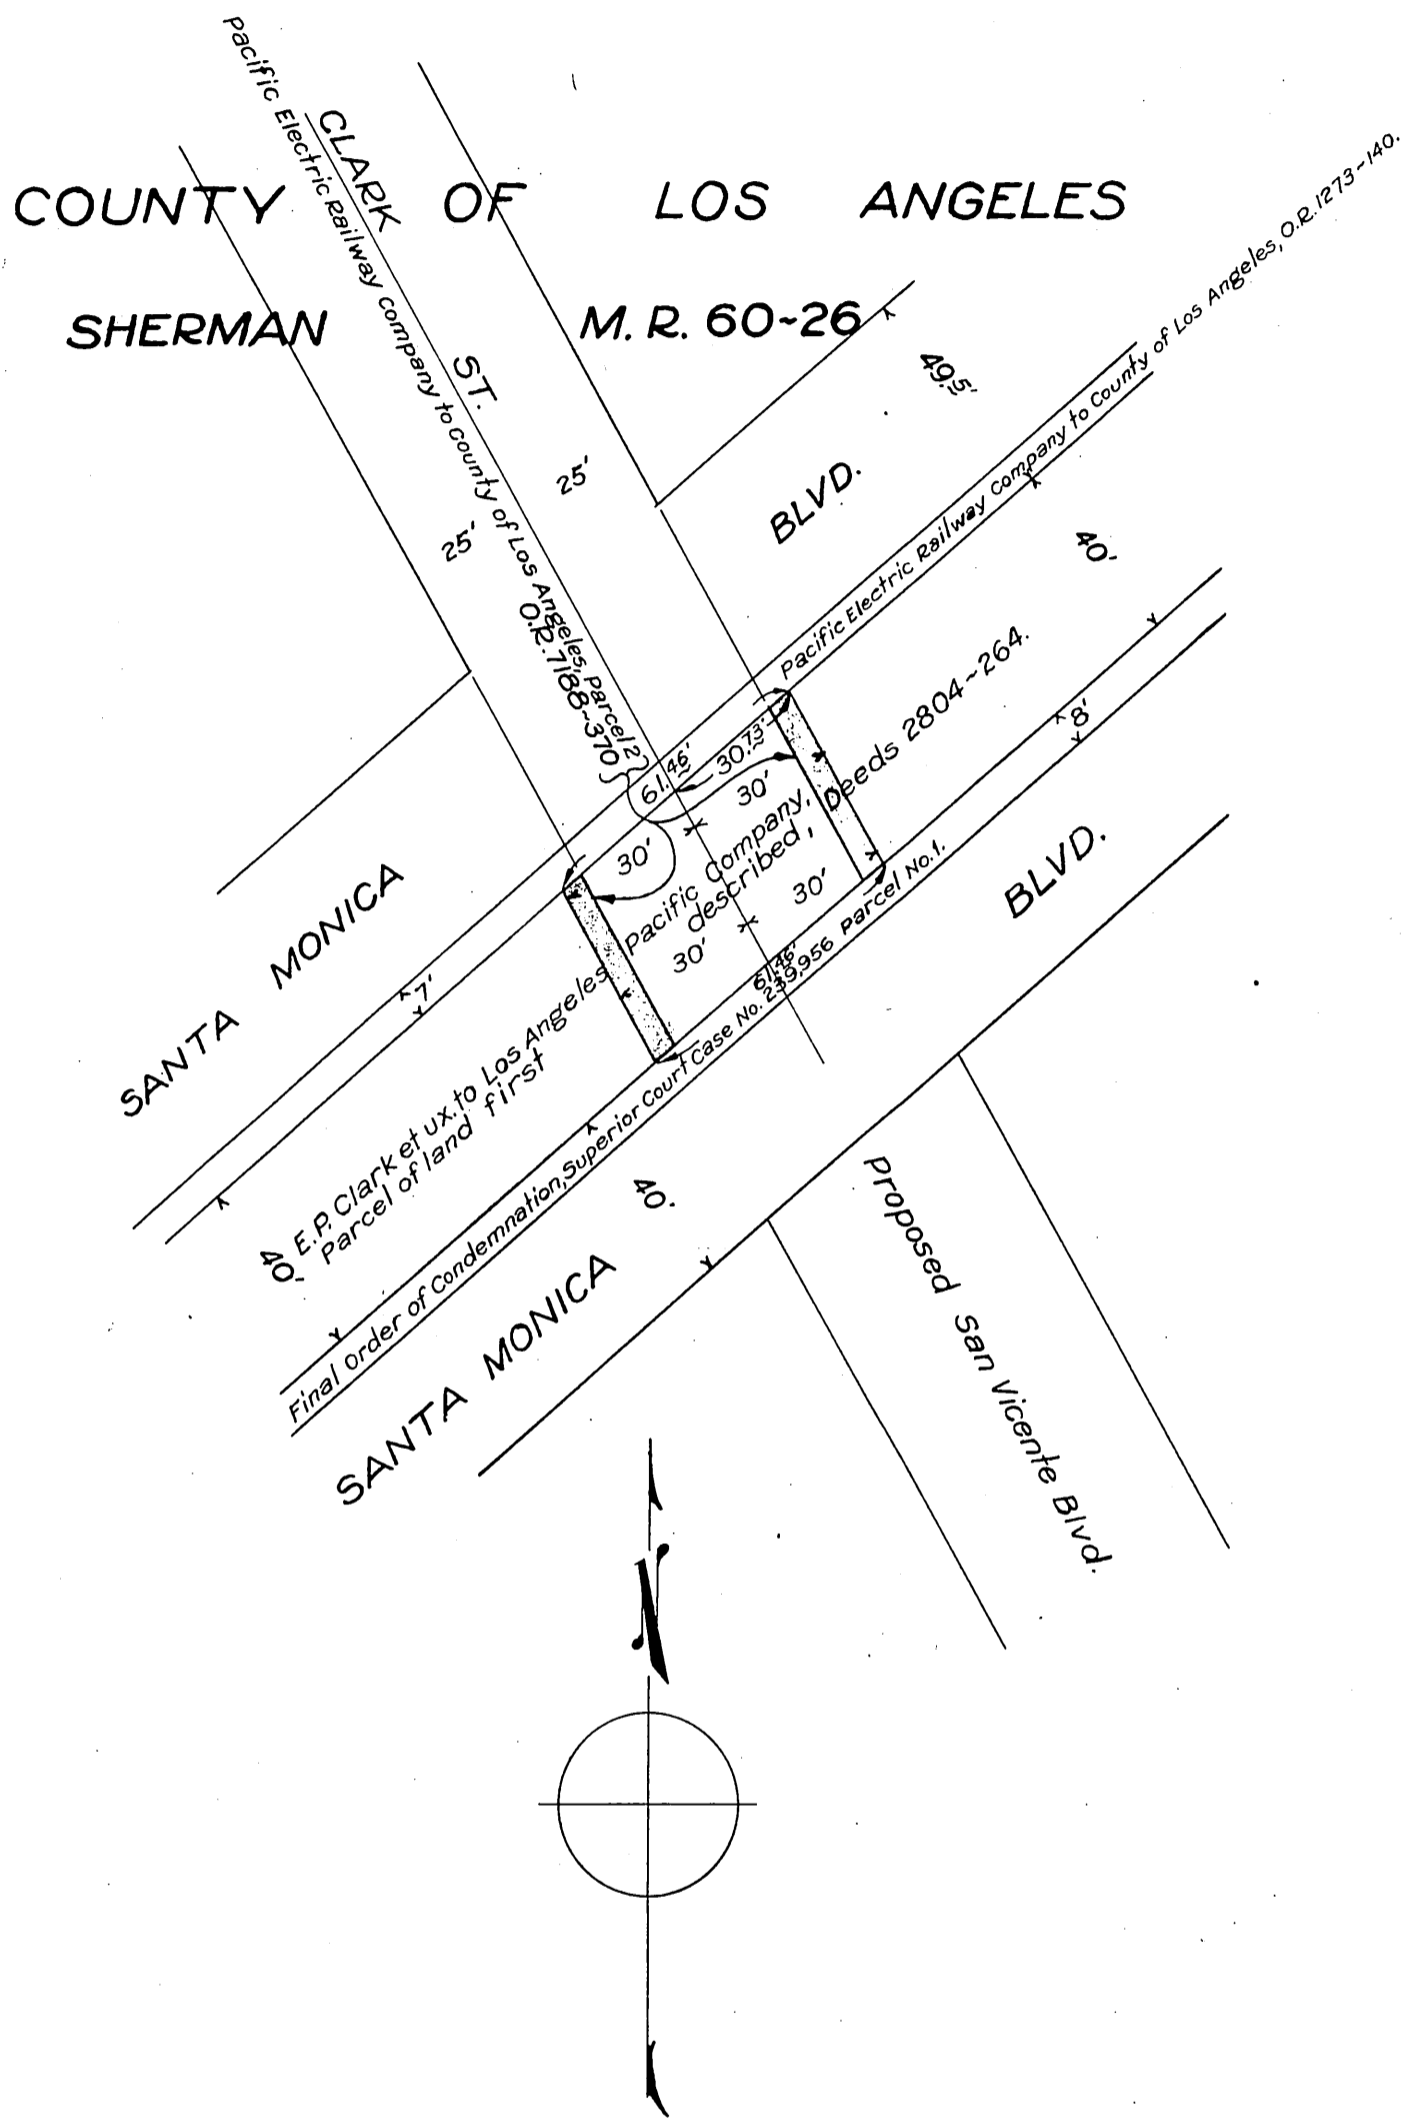 COUNTY OF LOS ANGELES
SHERMAN M. R. 60~26
CLARK ST.
Pacific Electric Railway Company to County of Los Angeles, Parcel 2
O.R. 7188~370
25'
25'
49.5'
BLVD.
Pacific Electric Railway Company to County of Los Angeles, O.R. 1273~140.
40'
8'
61.46'
30.73'
30'
30'
30'
30'
61.46'
SANTA MONICA
7'
E.P. Clark et ux. to Los Angeles Pacific Company,
Parcel of land first described, Deeds 2804~264.
40'
Final Order of Condemnation, Superior Court Case No. 239,956 Parcel No. 1.
40'
SANTA MONICA BLVD.
Proposed San Vicente Blvd.
N